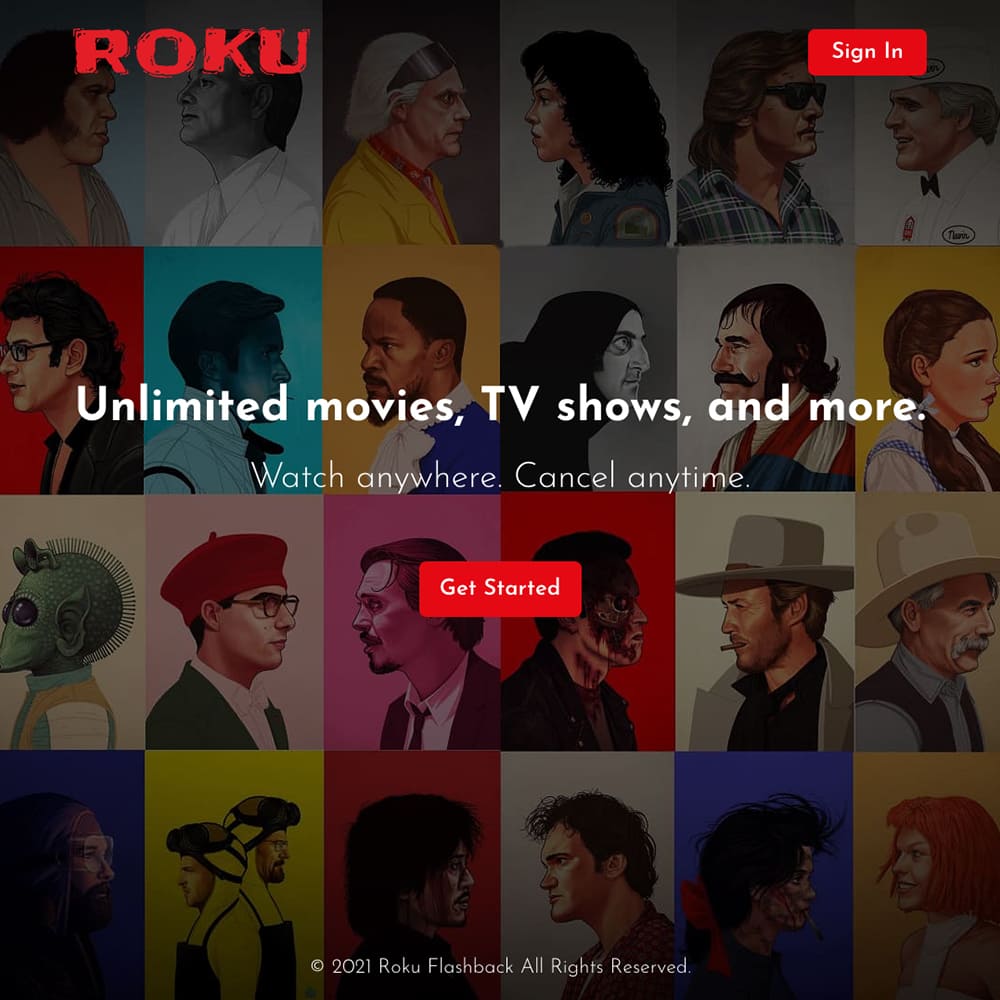 ROKU
Sign In
Unlimited movies, TV shows, and more.
Watch anywhere. Cancel anytime.
Get Started
© 2021 Roku Flashback All Rights Reserved.